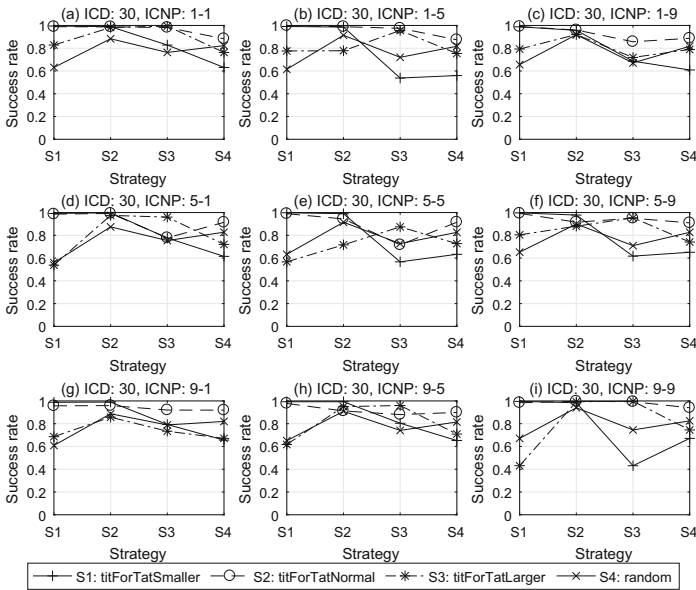 (a) ICD: 30, ICNP: 1-1
(b) ICD: 30, ICNP: 1-5
(c) ICD: 30, ICNP: 1-9
1
0.8
0.6
0.4
0.2
0
Success rate
S1 S2 S3 S4
Strategy
1
0.8
0.6
0.4
0.2
0
Success rate
S1 S2 S3 S4
Strategy
1
0.8
0.6
0.4
0.2
0
Success rate
S1 S2 S3 S4
Strategy
(d) ICD: 30, ICNP: 5-1
(e) ICD: 30, ICNP: 5-5
(f) ICD: 30, ICNP: 5-9
1
0.8
0.6
0.4
0.2
0
Success rate
S1 S2 S3 S4
Strategy
1
0.8
0.6
0.4
0.2
0
Success rate
S1 S2 S3 S4
Strategy
1
0.8
0.6
0.4
0.2
0
Success rate
S1 S2 S3 S4
Strategy
(g) ICD: 30, ICNP: 9-1
(h) ICD: 30, ICNP: 9-5
(i) ICD: 30, ICNP: 9-9
1
0.8
0.6
0.4
0.2
0
Success rate
S1 S2 S3 S4
Strategy
1
0.8
0.6
0.4
0.2
0
Success rate
S1 S2 S3 S4
Strategy
1
0.8
0.6
0.4
0.2
0
Success rate
S1 S2 S3 S4
Strategy
S1: titForTatSmaller S2: titForTatNormal S3: titForTatLarger S4: random